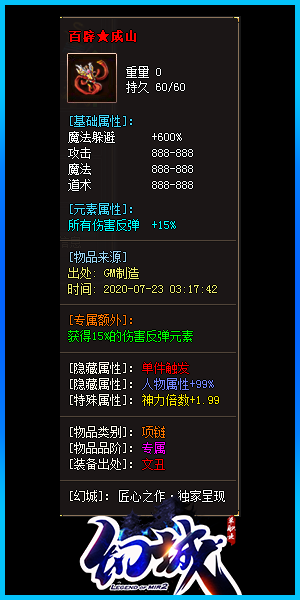 百辟★成山
重量 0
持久 60/60
[基础属性]:
魔法躲避 +600%
攻击 888-888
魔法 888-888
道术 888-888
[元素属性]:
所有伤害反弹 +15%
[物品来源]
出处: GM制造
时间: 2020-07-23 03:17:42
[专属额外]:
获得15%的伤害反弹元素
[隐藏属性]: 单件触发
[隐藏属性]: 人物属性+99%
[特殊属性]: 神力倍数+1.99
[物品类别]: 项链
[物品品阶]: 专属
[装备出处]: 文丑
[幻城]: 匠心之作·独家呈现
幻城
LEGEND OF MIR2